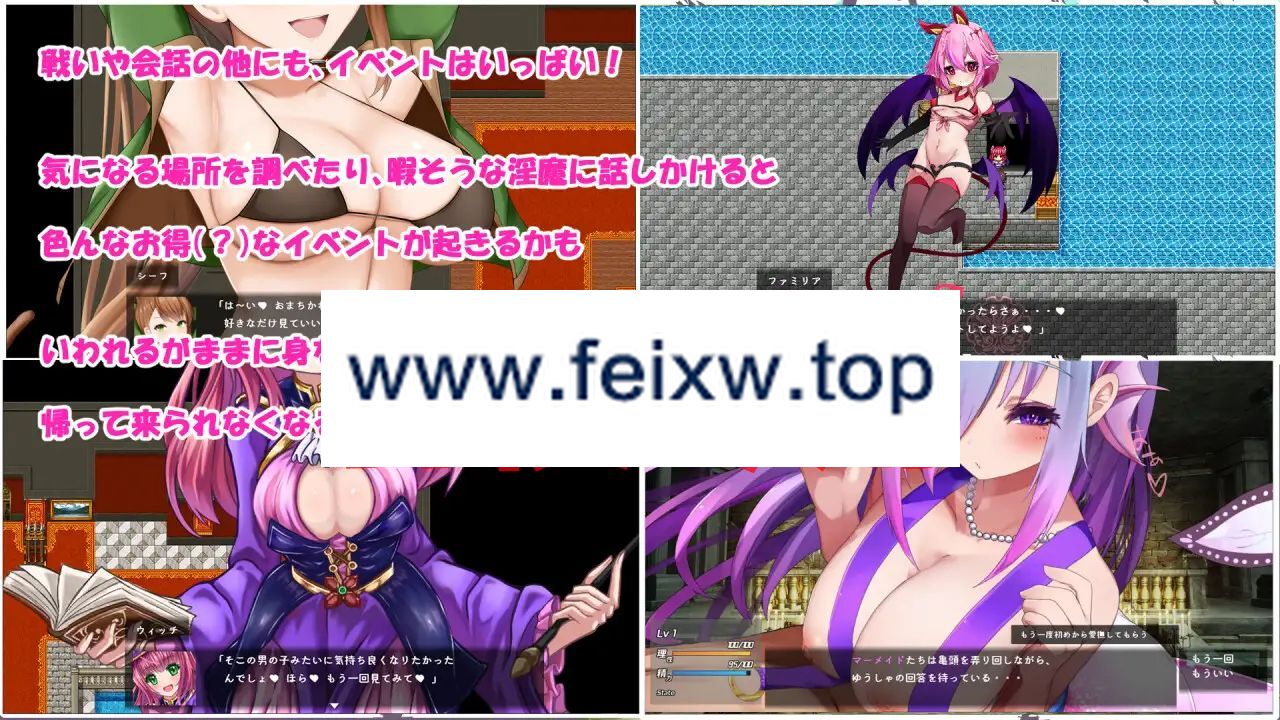 戦いや会話の他にも、イベントはいっぱい！
気になる場所を調べたり、暇そうな淫魔に話しかけると
色んなお得(？)なイベントが起きるかも
シーフ
「は～い♥ おまちかね
好きなだけ見ていい
いわれるがままに身を
帰って来られなくなる
ファミリア
かったらさぁ・・・♥
してようよ♥ 」
www.feixw.top
ウィッチ
「そこの男の子みたいに気持ち良くなりたかった
んでしょ♥ ほら♥ もう一回見てみて♥ 」
もう一度初めから愛撫してもらう
Lv 1
理性
100/100
精力
95/100
State
マーメイドたちは亀頭を弄り回しながら、
ゆうしゃの回答を待っている・・・
もう一回
もういい